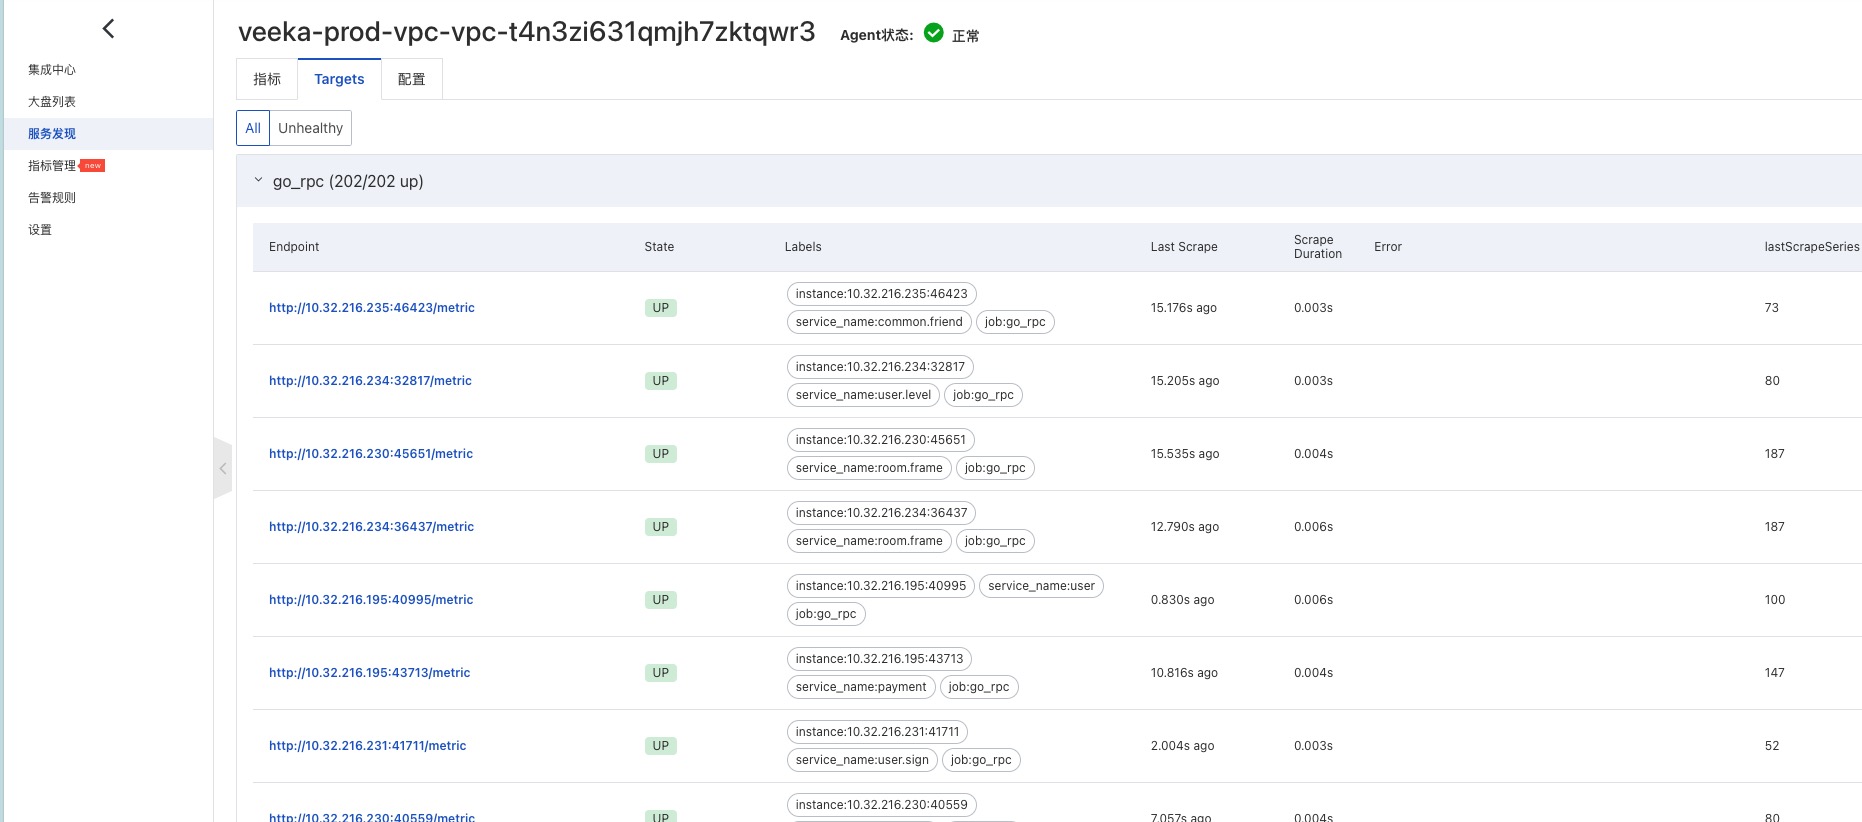 veeka-prod-vpc-vpc-t4n3zi631qmjh7zktqwr3 Agent状态: 正常
集成中心
大盘列表
服务发现
指标管理 new
告警规则
设置
指标 Targets 配置
All Unhealthy
go_rpc (202/202 up)
Endpoint State Labels Last Scrape Scrape Duration Error lastScrapeSeries
http://10.32.216.235:46423/metric UP instance:10.32.216.235:46423 15.176s ago 0.003s 73
service_name:common.friend job:go_rpc
http://10.32.216.234:32817/metric UP instance:10.32.216.234:32817 15.205s ago 0.003s 80
service_name:user.level job:go_rpc
http://10.32.216.230:45651/metric UP instance:10.32.216.230:45651 15.535s ago 0.004s 187
service_name:room.frame job:go_rpc
http://10.32.216.234:36437/metric UP instance:10.32.216.234:36437 12.790s ago 0.006s 187
service_name:room.frame job:go_rpc
http://10.32.216.195:40995/metric UP instance:10.32.216.195:40995 service_name:user 0.830s ago 0.006s 100
job:go_rpc
http://10.32.216.195:43713/metric UP instance:10.32.216.195:43713 10.816s ago 0.004s 147
service_name:payment job:go_rpc
http://10.32.216.231:41711/metric UP instance:10.32.216.231:41711 2.004s ago 0.003s 52
service_name:user.sign job:go_rpc
http://10.32.216.230:40559/metric UP instance:10.32.216.230:40559 7.057s ago 0.004s 80